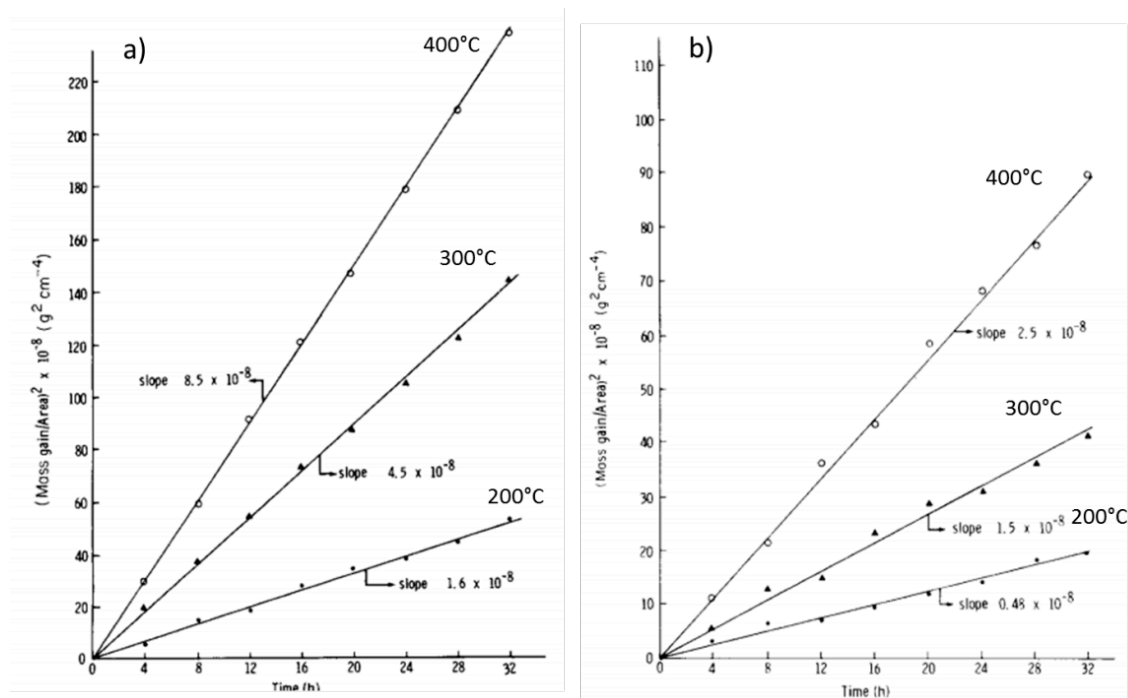 a)
400°C
300°C
200°C
220
200
180
160
140
120
100
80
60
40
20
0
0 4 8 12 16 20 24 28 32
Time (h)
(Moss gain/Area)² x 10⁻⁸ (g² cm⁻⁴)
slope 8.5 x 10⁻⁸
slope 4.5 x 10⁻⁸
slope 1.6 x 10⁻⁸
b)
400°C
300°C
200°C
110
100
90
80
70
60
50
40
30
20
10
0
0 4 8 12 16 20 24 28 32
Time (h)
(Mass gain/Area)² x 10⁻⁸ (g² cm⁻⁴)
slope 2.5 x 10⁻⁸
slope 1.5 x 10⁻⁸
slope 0.48 x 10⁻⁸